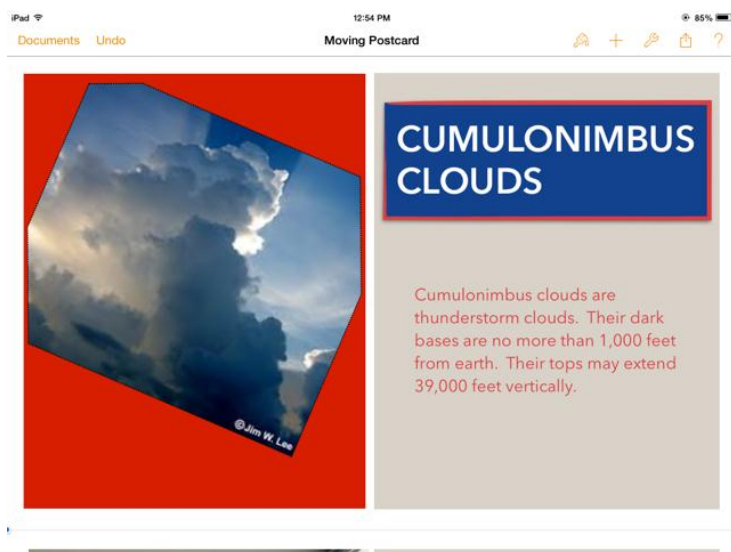 iPad 12:54 PM 85%
Documents Undo Moving Postcard ?
CUMULONIMBUS
CLOUDS
Cumulonimbus clouds are
thunderstorm clouds. Their dark
bases are no more than 1,000 feet
from earth. Their tops may extend
39,000 feet vertically.
©Jim W. Lee